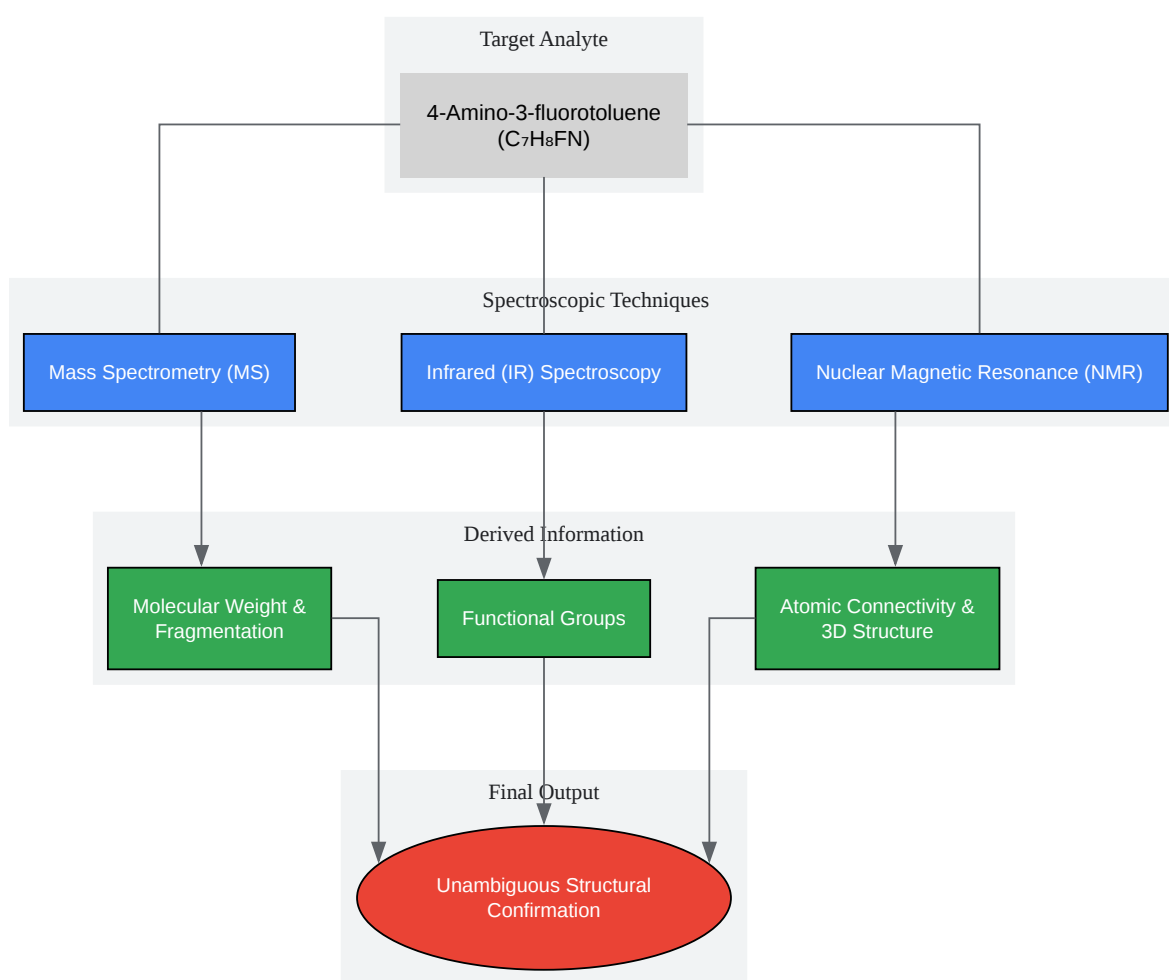 Target Analyte
4-Amino-3-fluorotoluene
(C₇H₈FN)
Spectroscopic Techniques
Mass Spectrometry (MS)
Infrared (IR) Spectroscopy
Nuclear Magnetic Resonance (NMR)
Derived Information
Molecular Weight &
Fragmentation
Functional Groups
Atomic Connectivity &
3D Structure
Final Output
Unambiguous Structural
Confirmation